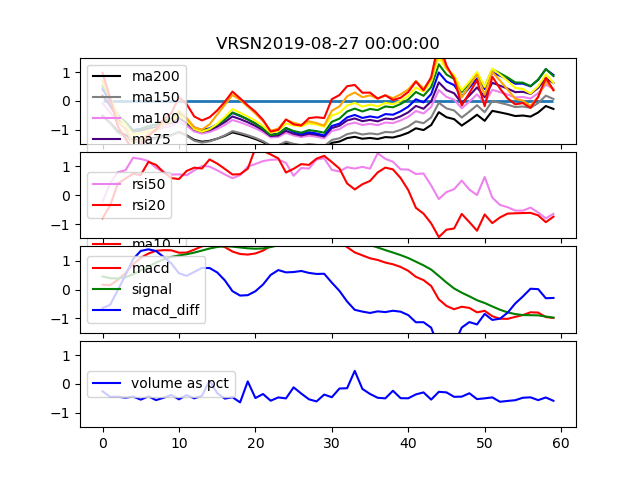 VRSN2019-08-27 00:00:00
1
0
−1
ma200
ma150
ma100
ma75
1
0
−1
rsi50
rsi20
ma10
1
0
−1
macd
signal
macd_diff
1
0
−1
volume as pct
0
10
20
30
40
50
60